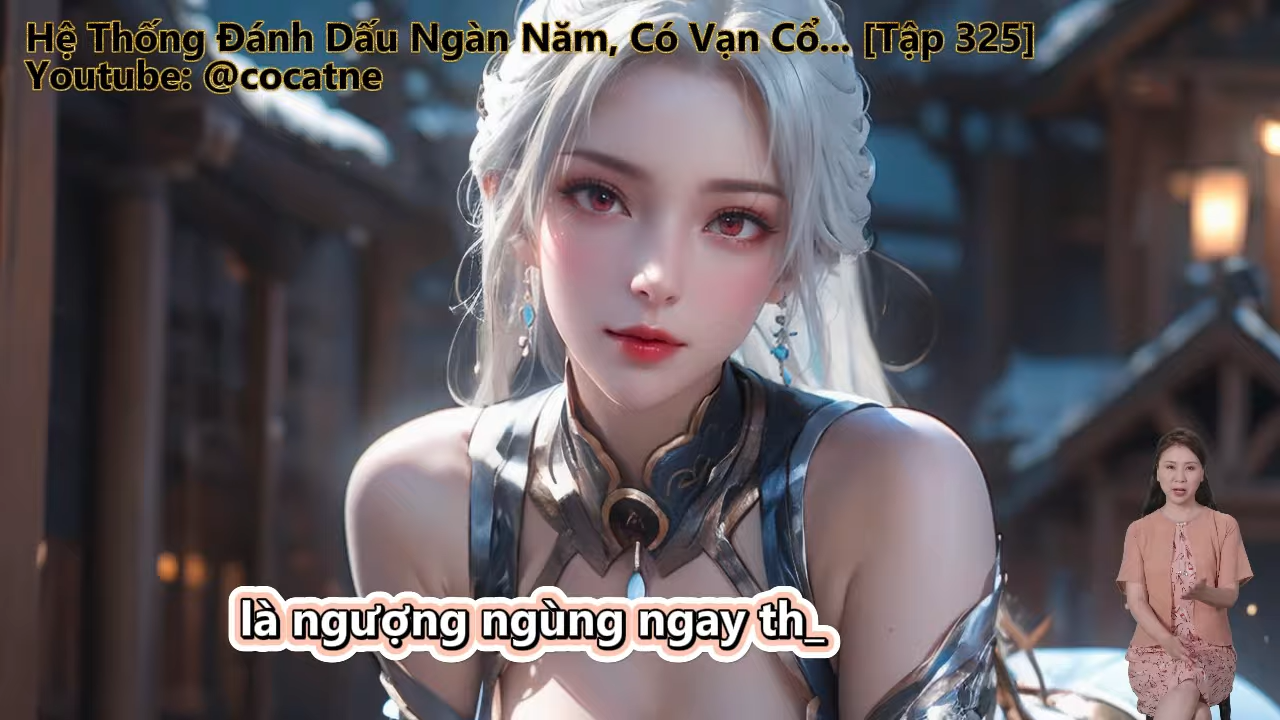 Hệ Thống Đánh Dấu Ngàn Năm, Có Vạn Cổ... [Tập 325]
Youtube: @cocatne
là ngượng ngùng ngay th_